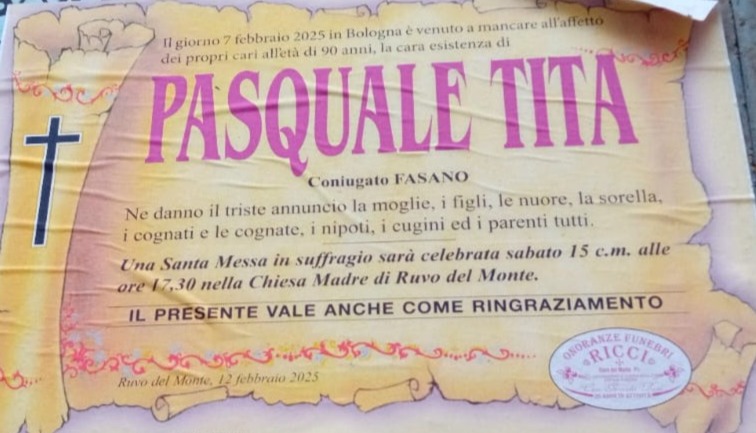 Il giorno 7 febbraio 2025 in Bologna è venuto a mancare all'affetto
dei propri cari all'età di 90 anni, la cara esistenza di
PASQUALE TITA
Coniugato FASANO
Ne danno il triste annuncio la moglie, i figli, le nuore, la sorella,
i cognati e le cognate, i nipoti, i cugini ed i parenti tutti.
Una Santa Messa in suffragio sarà celebrata sabato 15 c.m. alle
ore 17,30 nella Chiesa Madre di Ruvo del Monte.
IL PRESENTE VALE ANCHE COME RINGRAZIAMENTO
Ruvo del Monte, 12 febbraio 2025
ONORANZE FUNEBRI
RICCI